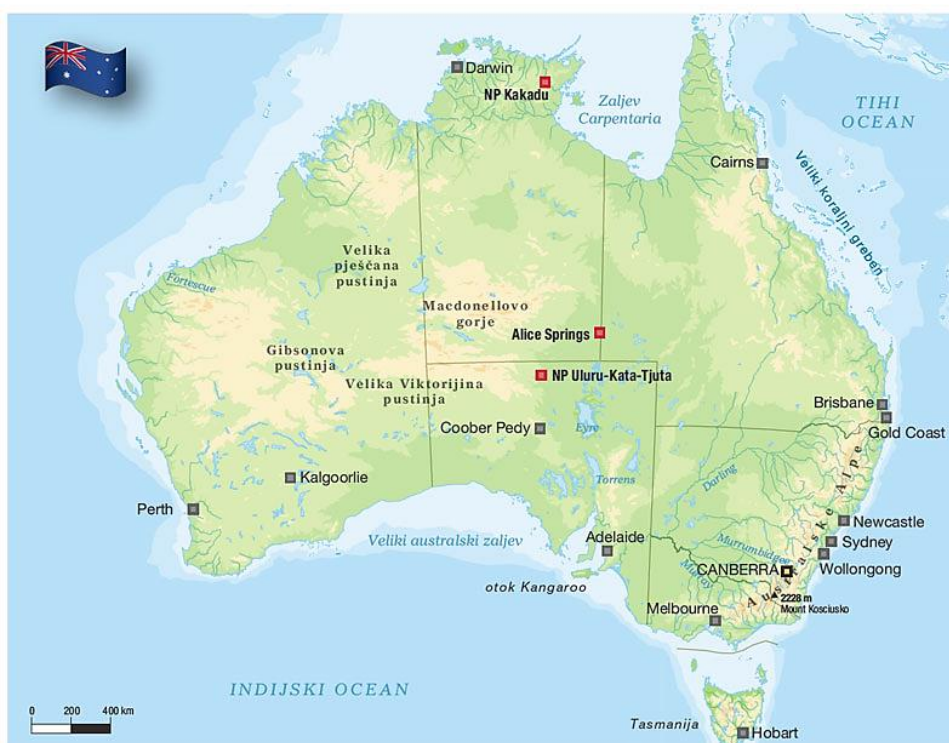 Darwin
NP Kakadu
Zaljev
Carpentaria
TIHI
OCEAN
Cairns
Veliki koraljni greben
Velika
pješčana
pustinja
Fortescue
Macdonellovo
gorje
Alice Springs
Gibsonova
pustinja
Velika Viktorijina
pustinja
NP Uluru-Kata-Tjuta
Brisbane
Gold Coast
Coober Pedy
Eyre
Kalgoorlie
Torrens
Darling
Australske Alpe
Perth
Newcastle
Veliki australski zaljev
Adelaide
Murrumbidgee
Sydney
Murray
CANBERRA
Wollongong
otok Kangaroo
2228 m
Mount Kosciusko
Melbourne
INDIJSKI OCEAN
0 200 400 km
Tasmanija
Hobart